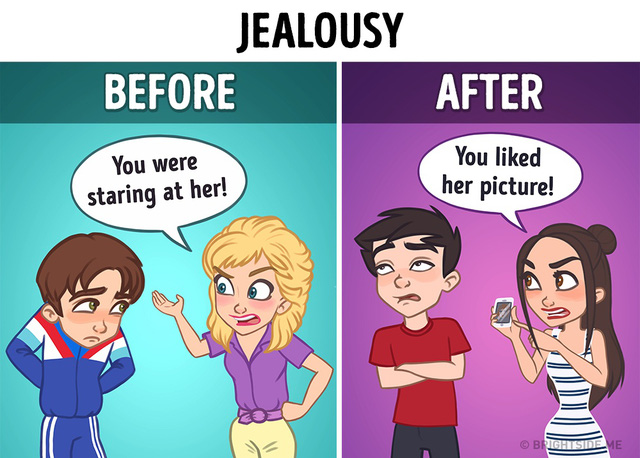 JEALOUSY
BEFORE
You were
staring at her!
AFTER
You liked
her picture!
© BRIGHTSIDE.ME